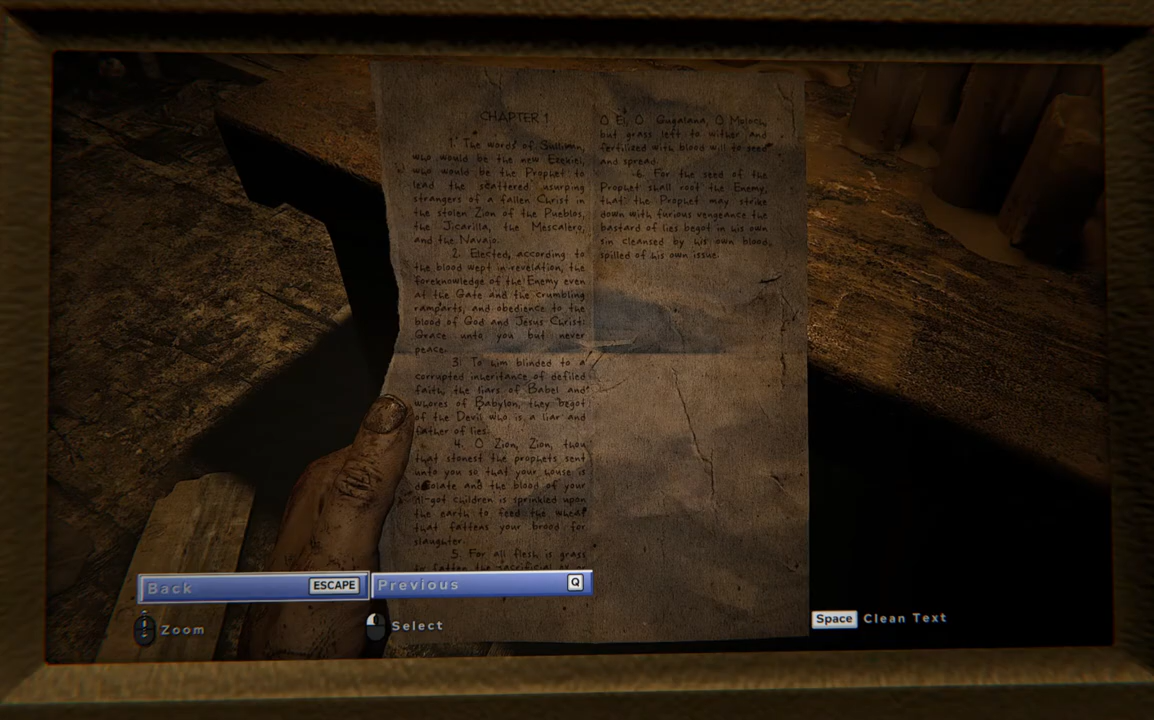 CHAPTER 1
1. The words of Sullivan,
who would be the new Ezekiel,
who would be the Prophet to
lead the scattered usurping
strangers of a fallen Christ in
the stolen Zion of the Pueblos,
the Jicarilla, the Mescalero,
and the Navajo.
2. Elected, according to
the blood wept in revelation, the
foreknowledge of the Enemy even
at the Gate and the crumbling
ramparts, and obedience to the
blood of God and Jesus Christ:
Grace unto you but never
peace.
3. To him blinded to a
corrupted inheritance of defiled
faith, the liars of Babel and
whores of Babylon, they begot
of the Devil who is a liar and
father of lies.
4. O Zion, Zion, thou
that stonest the prophets sent
unto you so that your house is
desolate and the blood of your
ill-got children is sprinkled upon
the earth to feed the wheat
that fattens your brood for
slaughter.
5. For all flesh is grass
to fatten the sacrificial
O El, O Gugalana, O Moloch,
but grass left to wither and
fertilized with blood will to seed
and spread.
6. For the seed of the
Prophet shall root the Enemy,
that the Prophet may strike
down with furious vengeance the
bastard of lies begot in his own
sin cleansed by his own blood,
spilled of his own issue.
Back ESCAPE
Previous Q
Zoom
Select
Space Clean Text